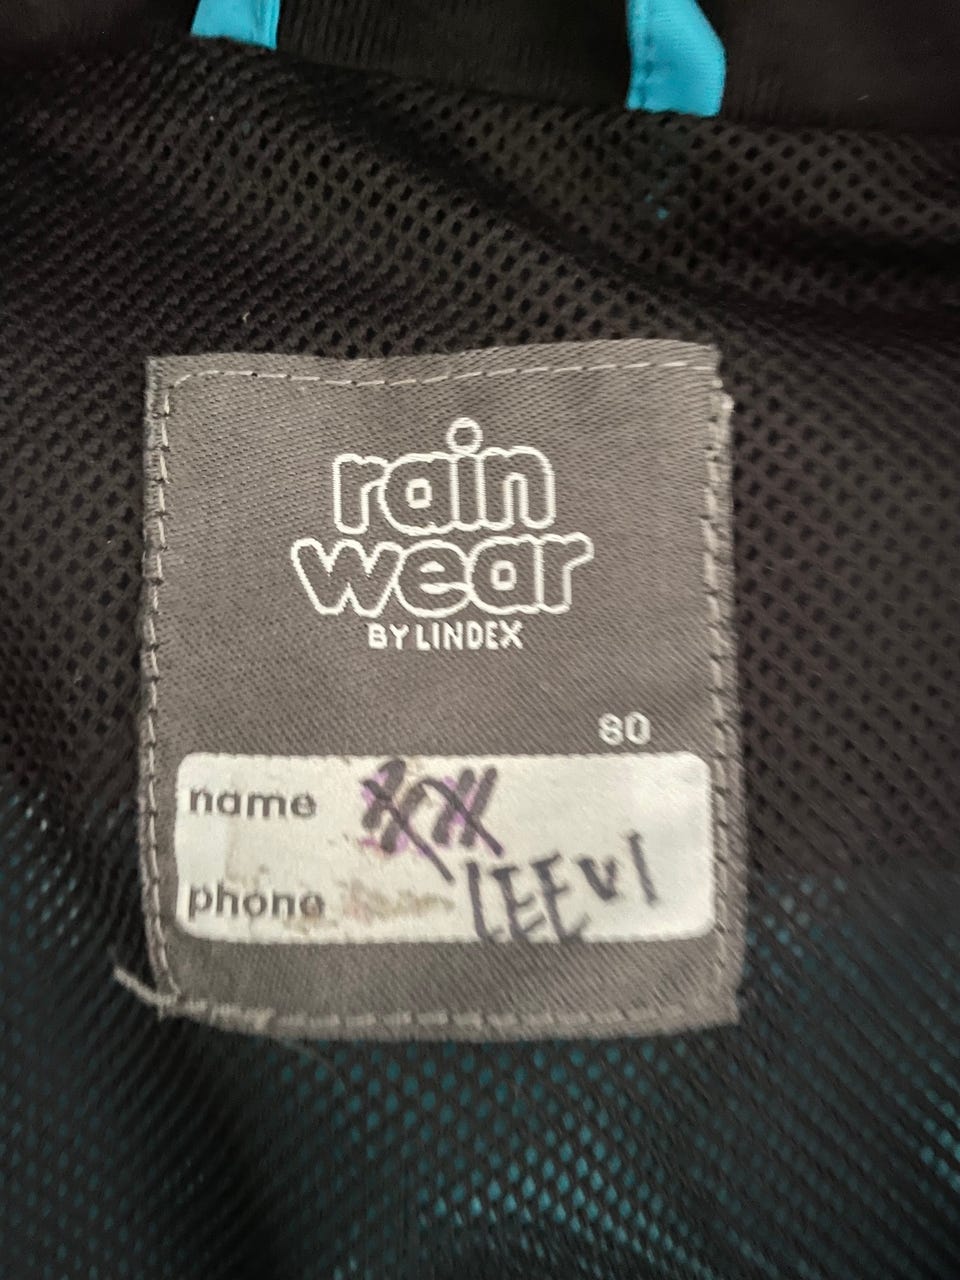 rain
wear
BY LINDEX
80
name
LEEVI
phone